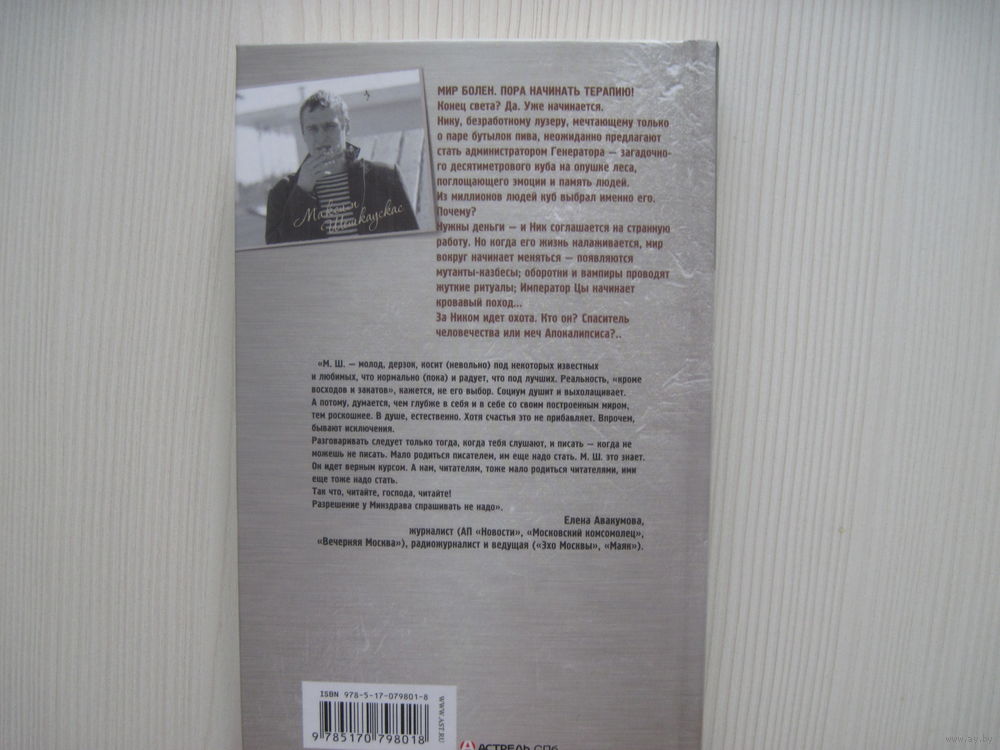 МИР БОЛЕН. ПОРА НАЧИНАТЬ ТЕРАПИЮ!
Конец света? Да. Уже начинается.
Нику, безработному лузеру, мечтающему только
о паре бутылок пива, неожиданно предлагают
стать администратором Генератора — загадочно-
го десятиметрового куба на опушке леса,
поглощающего эмоции и память людей.
Из миллионов людей куб выбрал именно его.
Почему?
Нужны деньги — и Ник соглашается на странную
работу. Но когда его жизнь налаживается, мир
вокруг начинает меняться — появляются
мутанты-казбесы; оборотни и вампиры проводят
жуткие ритуалы; Император Цы начинает
кровавый поход...
За Ником идет охота. Кто он? Спаситель
человечества или меч Апокалипсиса?..
Максим
Шпикаускас
«М. Ш. — молод, дерзок, косит (невольно) под некоторых известных
и любимых, что нормально (пока) и радует, что под лучших. Реальность, «кроме
восходов и закатов», кажется, не его выбор. Социум душит и выхолащивает.
А потому, думается, чем глубже в себя и в себе со своим построенным миром,
тем роскошнее. В душе, естественно. Хотя счастья это не прибавляет. Впрочем,
бывают исключения.
Разговаривать следует только тогда, когда тебя слушают, и писать — когда не
можешь не писать. Мало родиться писателем, им еще надо стать. М. Ш. это знает.
Он идет верным курсом. А нам, читателям, тоже мало родиться читателями, ими
еще тоже надо стать.
Так что, читайте, господа, читайте!
Разрешение у Минздрава спрашивать не надо».
Елена Авакумова,
журналист (АП «Новости», «Московский комсомолец»,
«Вечерняя Москва»), радиожурналист и ведущая («Эхо Москвы», «Маяк»).
ISBN 978-5-17-079801-8
9 785170 798018
WWW.AST.RU
АСТРЕЛЬ СПб
www.ay.by